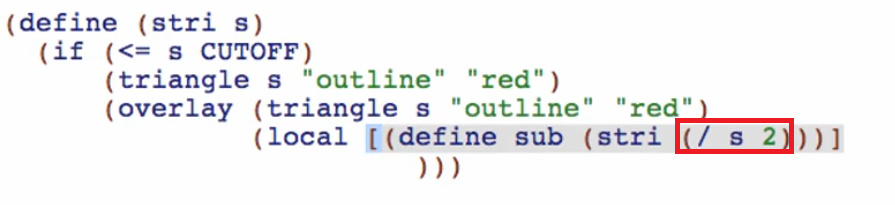 (define (stri s)
(if (<= s CUTOFF)
(triangle s "outline" "red")
(overlay (triangle s "outline" "red")
(local [(define sub (stri (/ s 2)))]
)))